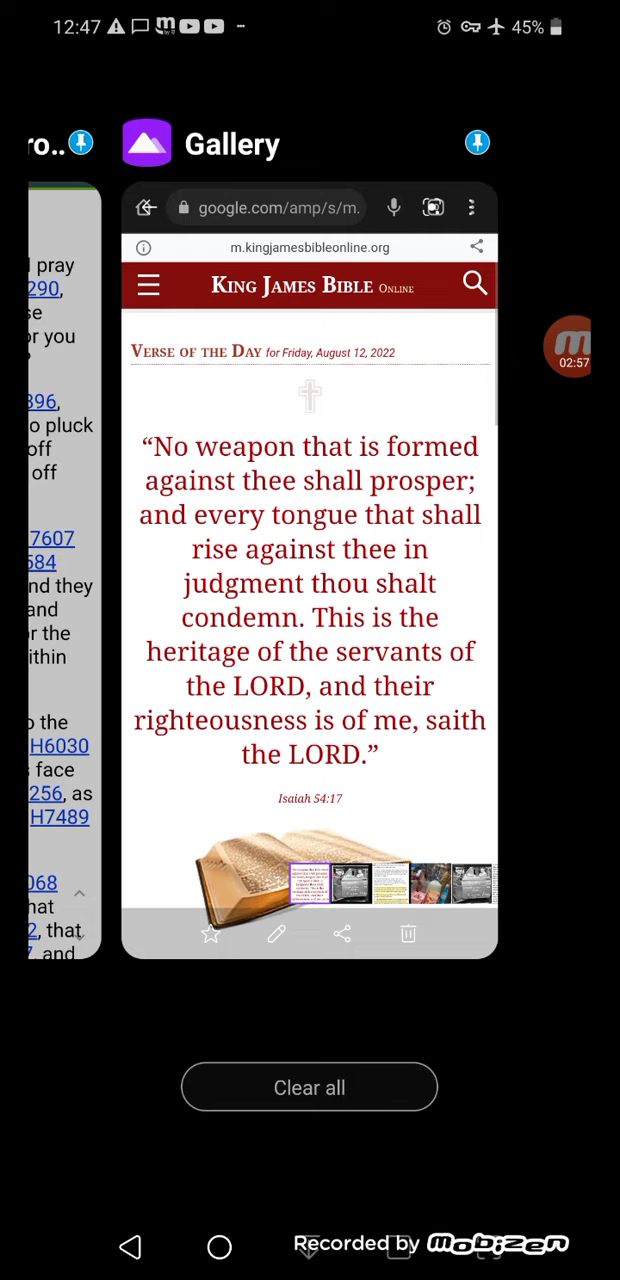 12:47
45%
ro..
Gallery
google.com/amp/s/m.
m.kingjamesbibleonline.org
KING JAMES BIBLE ONLINE
02:57
VERSE OF THE DAY for Friday, August 12, 2022
“No weapon that is formed
against thee shall prosper;
and every tongue that shall
rise against thee in
judgment thou shalt
condemn. This is the
heritage of the servants of
the LORD, and their
righteousness is of me, saith
the LORD.”
Isaiah 54:17
I pray
290,
se
or you
396,
o pluck
off
off
7607
584
nd they
and
or the
ithin
o the
H6030
face
256, as
H7489
068
hat
2, that
7, and
Clear all
Recorded by mobizen